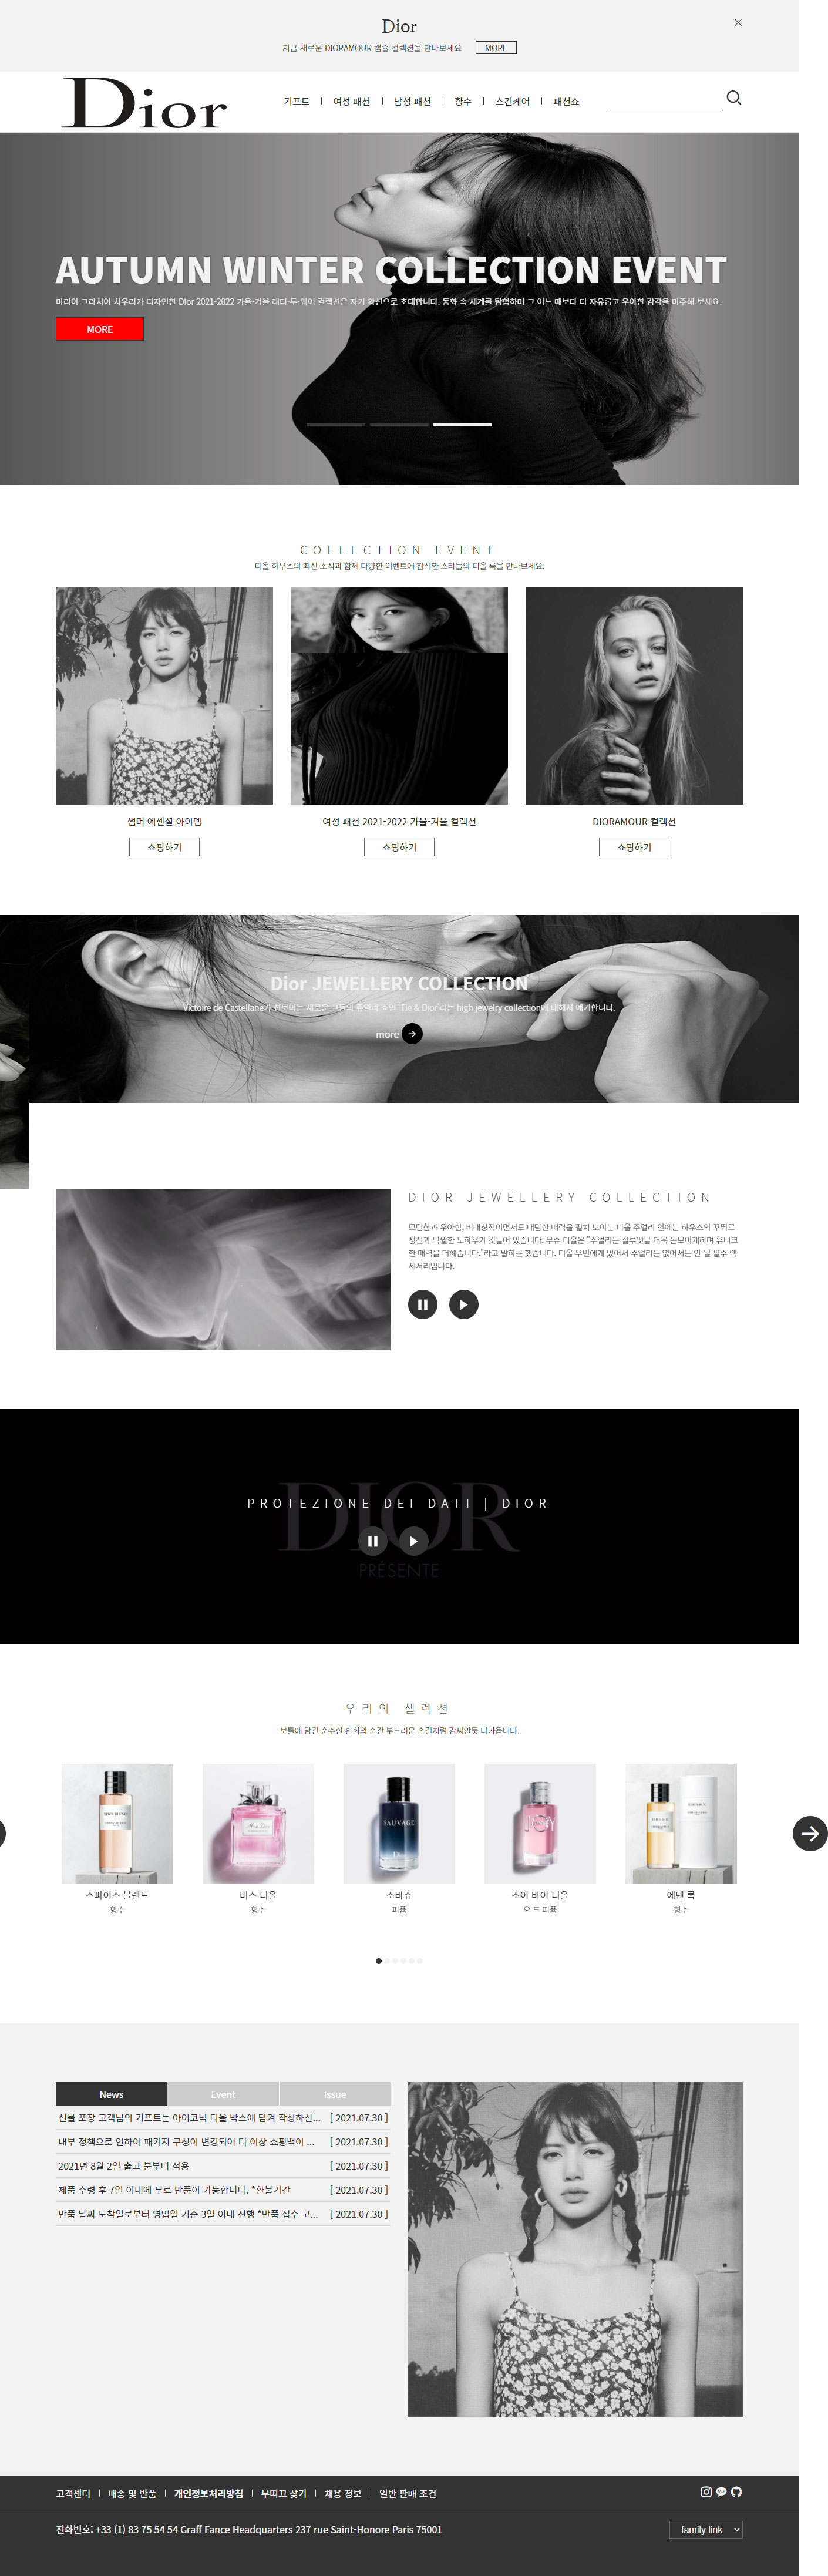 Dior
지금 새로운 DIORAMOUR 캡슐 컬렉션을 만나보세요 MORE
Dior
기프트 | 여성 패션 | 남성 패션 | 향수 | 스킨케어 | 패션쇼
AUTUMN WINTER COLLECTION EVENT
마리아 그라치아 치우리가 디자인한 Dior 2021-2022 가을-겨울 레디-투-웨어 컬렉션은 자기 확신으로 초대합니다. 동화 속 세계를 탐험하며 그 어느 때보다 더 자유롭고 우아한 감각을 마주해 보세요.
MORE
COLLECTION EVENT
디올 하우스의 최신 소식과 함께 다양한 이벤트에 참석한 스타들의 디올 룩을 만나보세요.
썸머 에센셜 아이템
쇼핑하기
여성 패션 2021-2022 가을-겨울 컬렉션
쇼핑하기
DIORAMOUR 컬렉션
쇼핑하기
Dior JEWELLERY COLLECTION
Victoire de Castellane가 선보이는 새로운 그룹의 쥬얼리 쇼인 "Tie & Dior"라는 high jewelry collection에 대해서 얘기합니다.
more
DIOR JEWELLERY COLLECTION
모던함과 우아함, 비대칭적이면서도 대담한 매력을 펼쳐 보이는 디올 주얼리 안에는 하우스의 꾸뛰르
정신과 탁월한 노하우가 깃들어 있습니다. 무슈 디올은 "주얼리는 실루엣을 더욱 돋보이게하며 유니크
한 매력을 더해줍니다."라고 말하곤 했습니다. 디올 우먼에게 있어서 주얼리는 없어서는 안 될 필수 액
세서리입니다.
PROTEZIONE DEI DATI | DIOR
DIOR
PRÉSENTE
우리의 셀렉션
보틀에 담긴 순수한 환희의 순간 부드러운 손길처럼 감싸안듯 다가옵니다.
SAUVAGE
JOY
스파이스 블렌드
향수
미스 디올
향수
소바쥬
퍼퓸
조이 바이 디올
오 드 퍼퓸
에덴 록
향수
News Event Issue
선물 포장 고객님의 기프트는 아이코닉 디올 박스에 담겨 작성하신... [ 2021.07.30 ]
내부 정책으로 인하여 패키지 구성이 변경되어 더 이상 쇼핑백이 ... [ 2021.07.30 ]
2021년 8월 2일 출고 분부터 적용 [ 2021.07.30 ]
제품 수령 후 7일 이내에 무료 반품이 가능합니다. *환불기간 [ 2021.07.30 ]
반품 날짜 도착일로부터 영업일 기준 3일 이내 진행 *반품 접수 고... [ 2021.07.30 ]
고객센터 | 배송 및 반품 | 개인정보처리방침 | 부띠끄 찾기 | 채용 정보 | 일반 판매 조건
전화번호: +33 (1) 83 75 54 54 Graff Fance Headquarters 237 rue Saint-Honore Paris 75001
family link